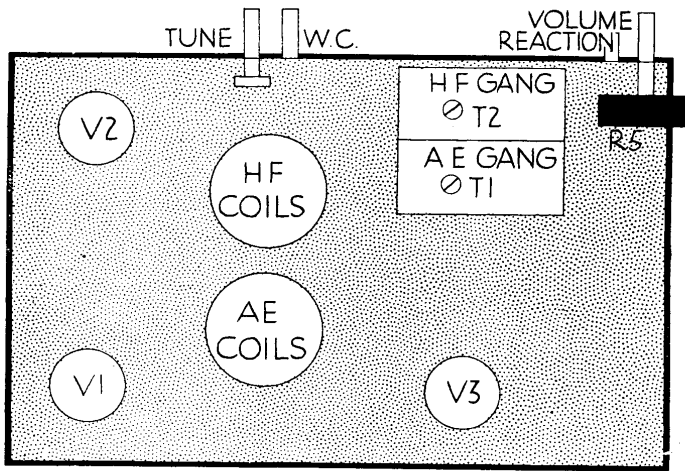 TUNE
W.C.
VOLUME
REACTION
HF GANG
T2
R5
V2
AE GANG
T1
HF
COILS
AE
COILS
V1
V3